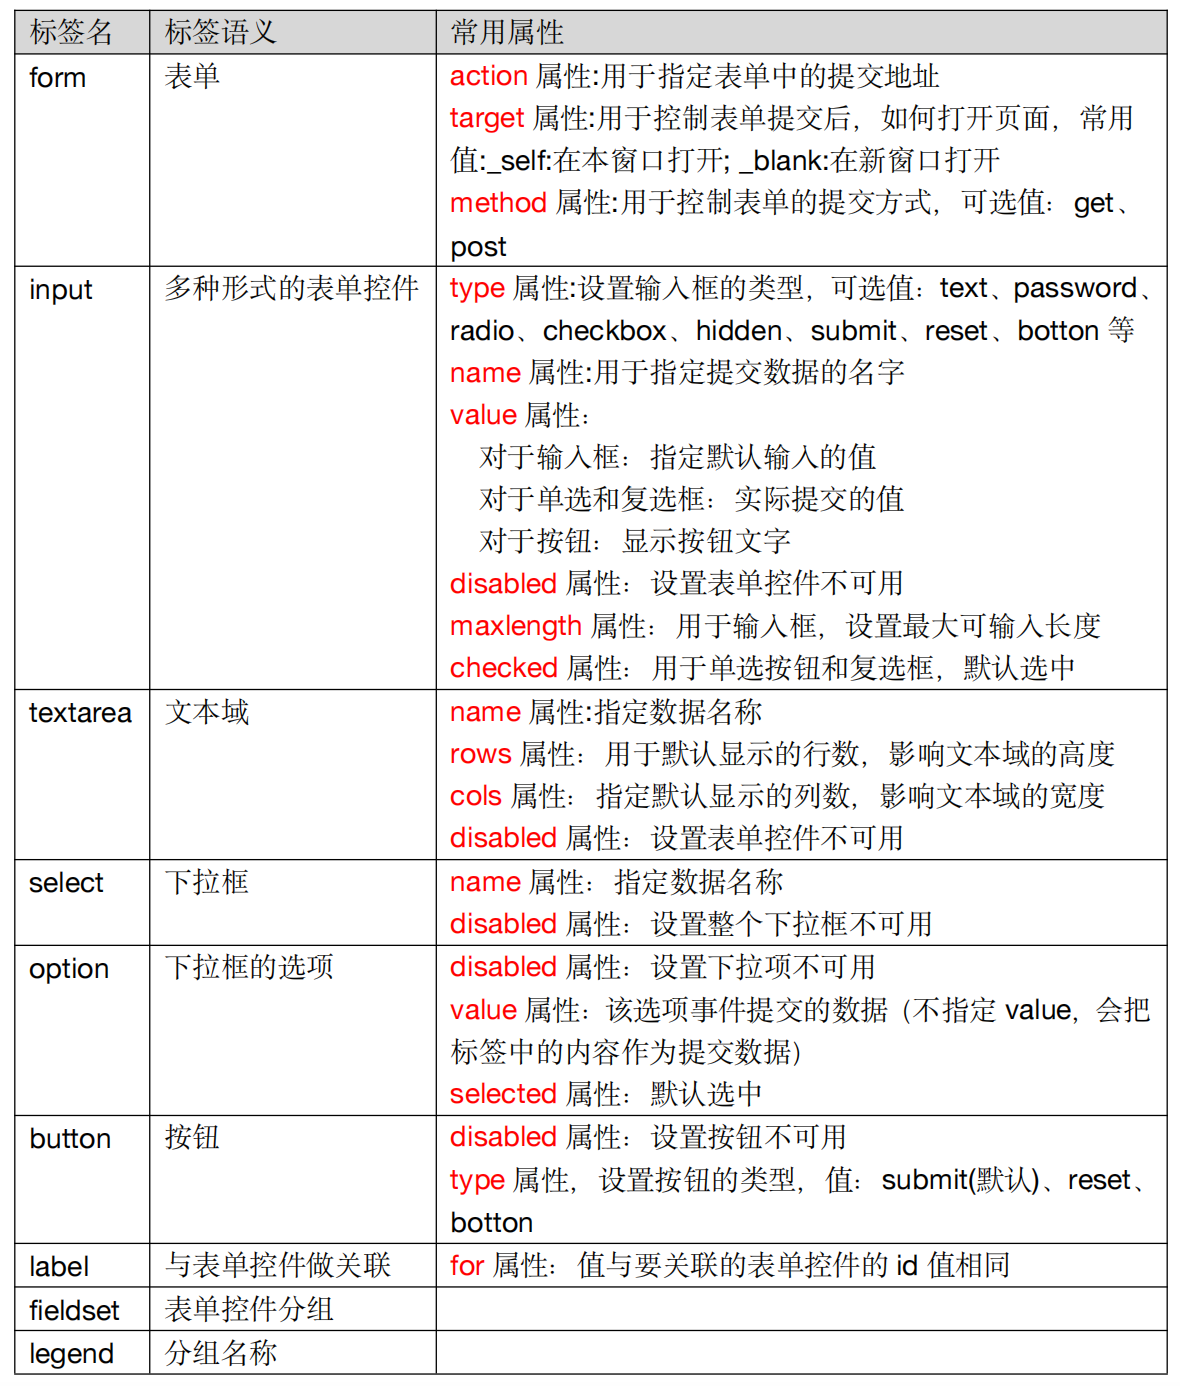 标签名 标签语义 常用属性
form 表单 action 属性:用于指定表单中的提交地址
target 属性:用于控制表单提交后，如何打开页面，常用
值:_self:在本窗口打开; _blank:在新窗口打开
method 属性:用于控制表单的提交方式，可选值：get、
post
input 多种形式的表单控件 type 属性:设置输入框的类型，可选值：text、password、
radio、checkbox、hidden、submit、reset、botton 等
name 属性:用于指定提交数据的名字
value 属性：
对于输入框：指定默认输入的值
对于单选和复选框：实际提交的值
对于按钮：显示按钮文字
disabled 属性：设置表单控件不可用
maxlength 属性：用于输入框，设置最大可输入长度
checked 属性：用于单选按钮和复选框，默认选中
textarea 文本域 name 属性:指定数据名称
rows 属性：用于默认显示的行数，影响文本域的高度
cols 属性：指定默认显示的列数，影响文本域的宽度
disabled 属性：设置表单控件不可用
select 下拉框 name 属性：指定数据名称
disabled 属性：设置整个下拉框不可用
option 下拉框的选项 disabled 属性：设置下拉项不可用
value 属性：该选项事件提交的数据（不指定 value，会把
标签中的内容作为提交数据）
selected 属性：默认选中
button 按钮 disabled 属性：设置按钮不可用
type 属性，设置按钮的类型，值：submit(默认)、reset、
botton
label 与表单控件做关联 for 属性：值与要关联的表单控件的 id 值相同
fieldset 表单控件分组
legend 分组名称